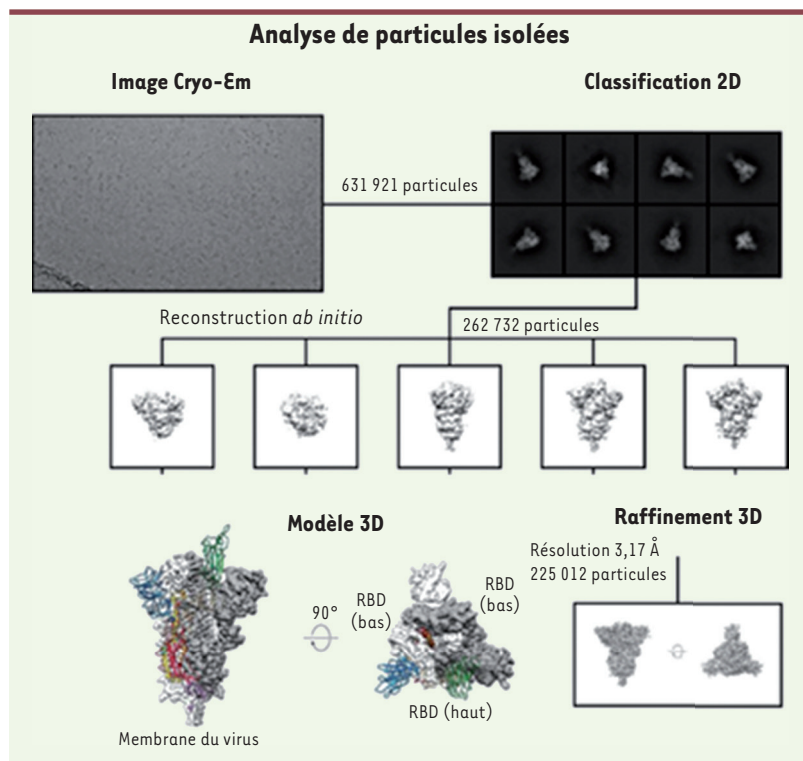 Analyse de particules isolées
Image Cryo-Em
Classification 2D
631 921 particules
Reconstruction ab initio
262 732 particules
Modèle 3D
Raffinement 3D
Résolution 3,17 Å
225 012 particules
90°
RBD
(bas)
RBD
(bas)
RBD (haut)
Membrane du virus